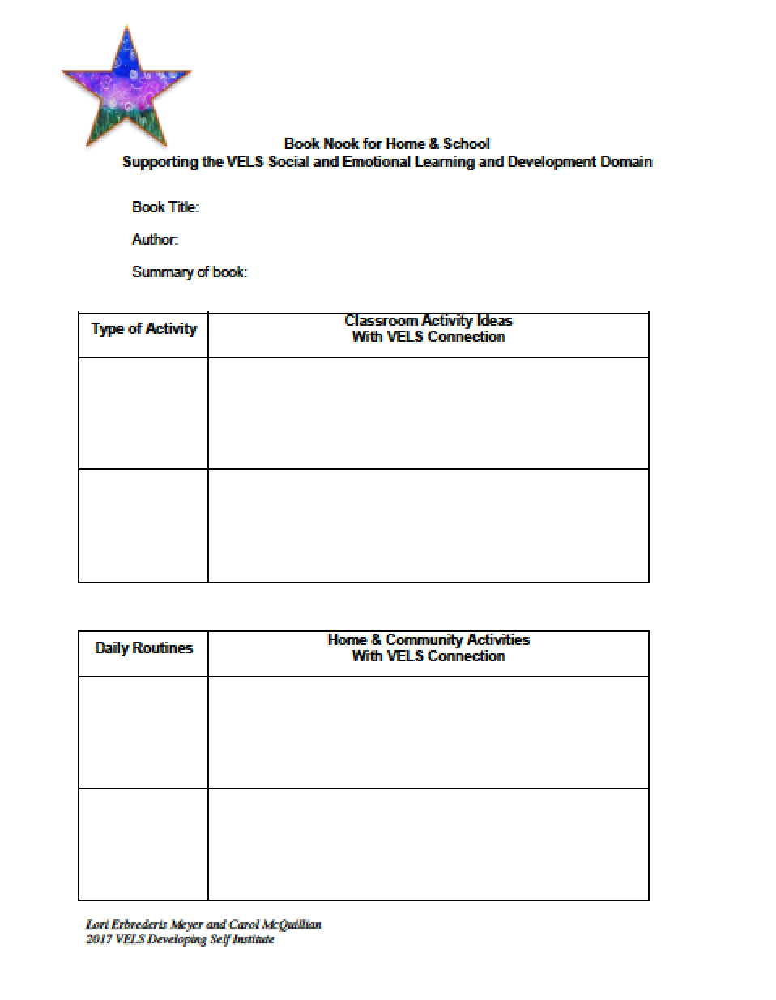 Book Nook for Home & School
Supporting the VELS Social and Emotional Learning and Development Domain
Book Title:
Author:
Summary of book:
Type of Activity
Classroom Activity Ideas
With VELS Connection
Daily Routines
Home & Community Activities
With VELS Connection
Lori Erbrederis Meyer and Carol McQuillian
2017 VELS Developing Self Institute